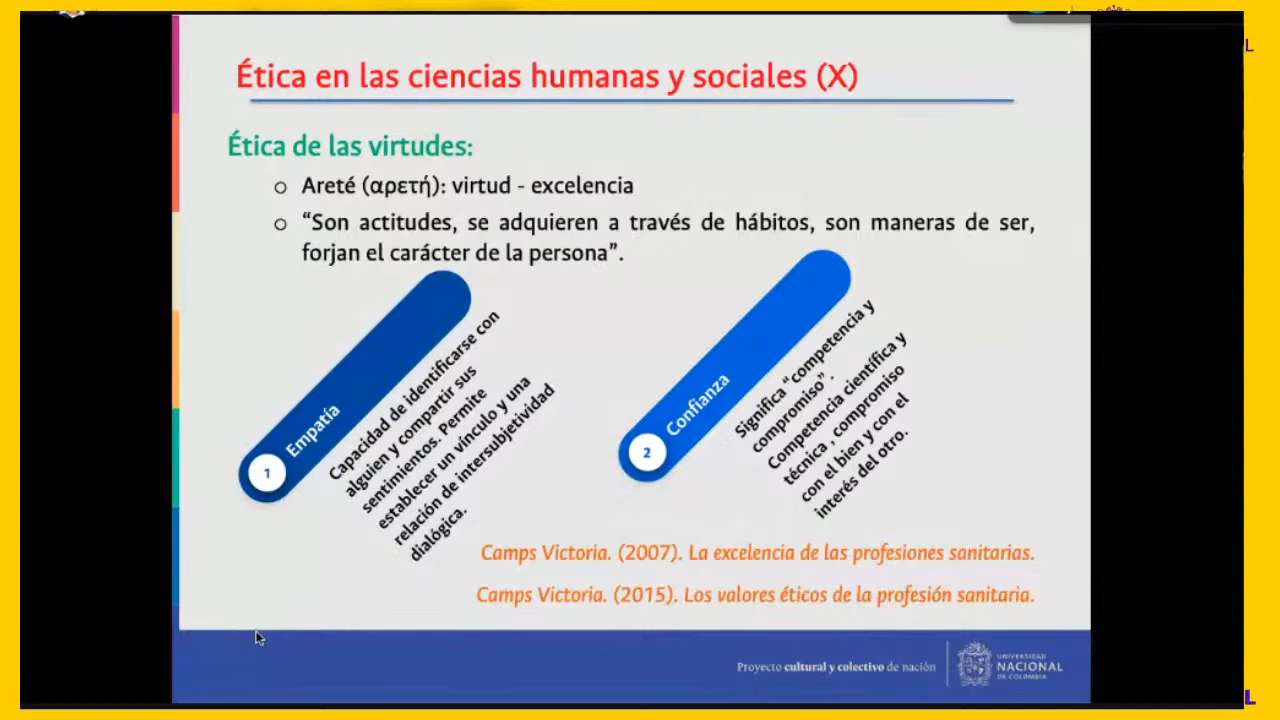 L
Ética en las ciencias humanas y sociales (X)
Ética de las virtudes:
Areté (αρετή): virtud - excelencia
“Son actitudes, se adquieren a través de hábitos, son maneras de ser,
forjan el carácter de la persona”.
1
Empatía
Capacidad de identificarse con
alguien y compartir sus
sentimientos. Permite
establecer un vínculo y una
relación de intersubjetividad
dialógica.
2
Confianza
Significa “competencia y
compromiso”.
Competencia científica y
técnica, compromiso
con el bien y con el
interés del otro.
Camps Victoria. (2007). La excelencia de las profesiones sanitarias.
Camps Victoria. (2015). Los valores éticos de la profesión sanitaria.
Proyecto cultural y colectivo de nación
UNIVERSIDAD
NACIONAL
DE COLOMBIA
L